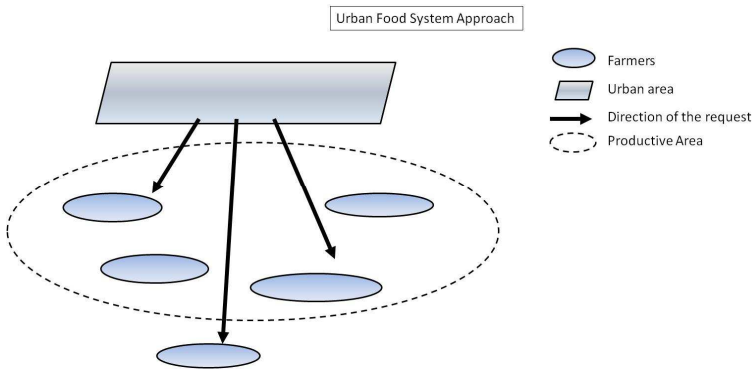 Urban Food System Approach
Farmers
Urban area
Direction of the request
Productive Area